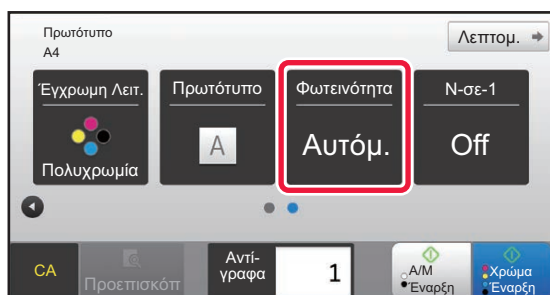 Πρωτότυπο
A4
Λεπτομ.
Έγχρωμη Λειτ.
Πολυχρωμία
Πρωτότυπο
A
Φωτεινότητα
Αυτόμ.
N-σε-1
Off
CA
Προεπισκόπ
Αντί-
γραφα
1
A/M
Έναρξη
Χρώμα
Έναρξη